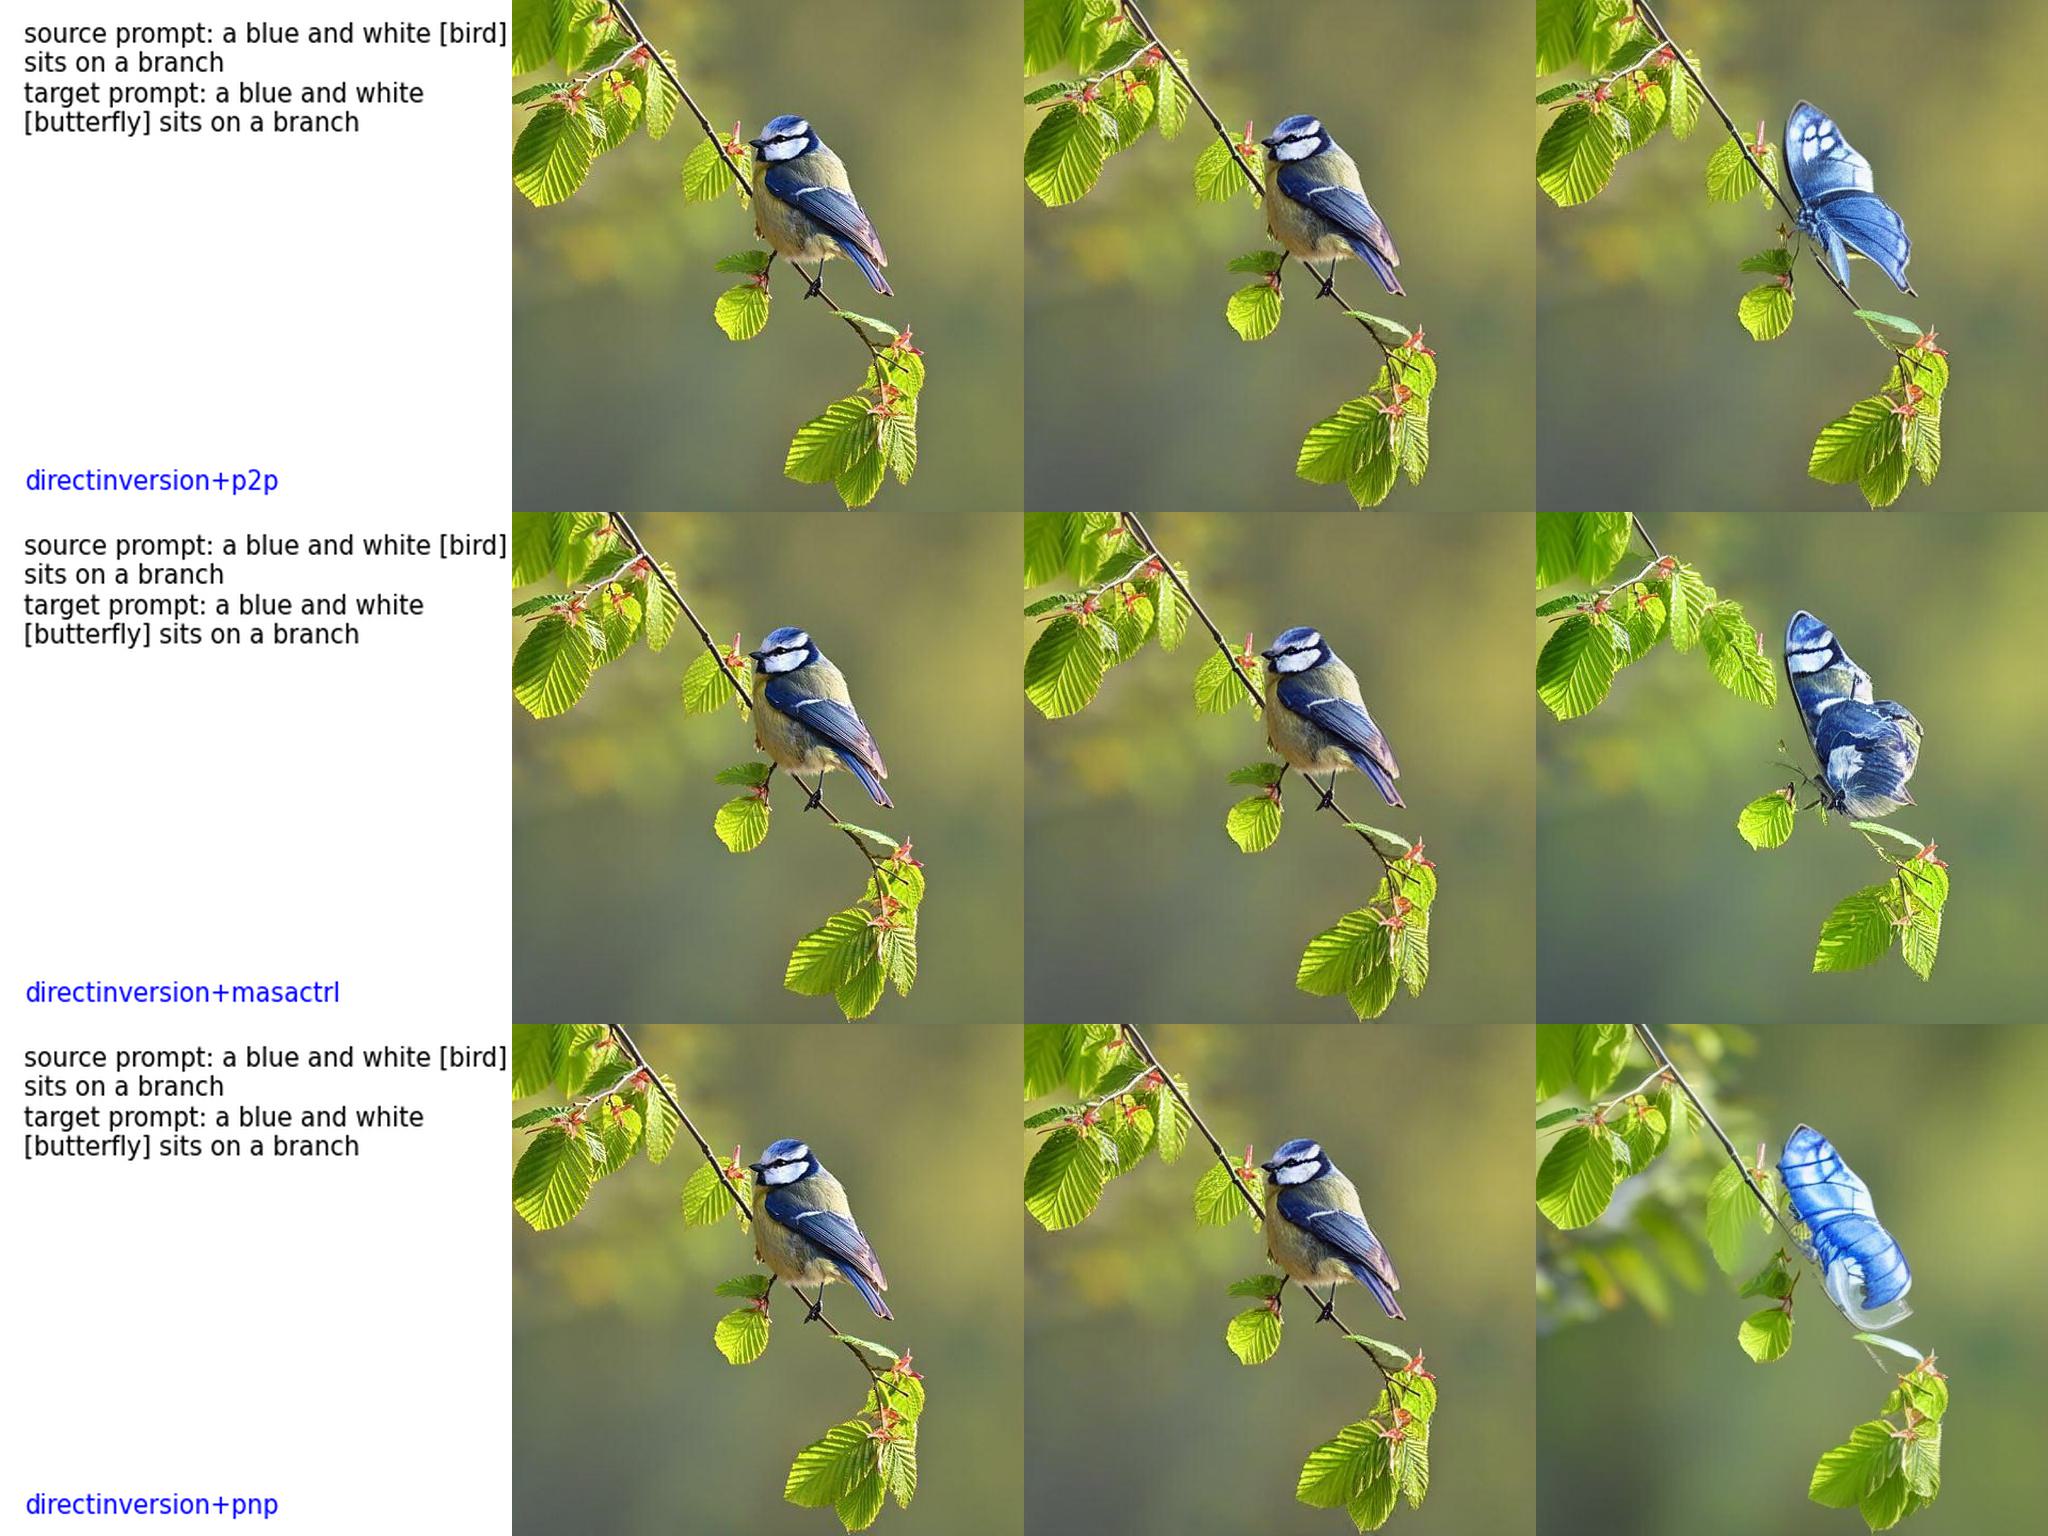 source prompt: a blue and white [bird]
sits on a branch
target prompt: a blue and white
[butterfly] sits on a branch
directinversion+p2p
source prompt: a blue and white [bird]
sits on a branch
target prompt: a blue and white
[butterfly] sits on a branch
directinversion+masactrl
source prompt: a blue and white [bird]
sits on a branch
target prompt: a blue and white
[butterfly] sits on a branch
directinversion+pnp